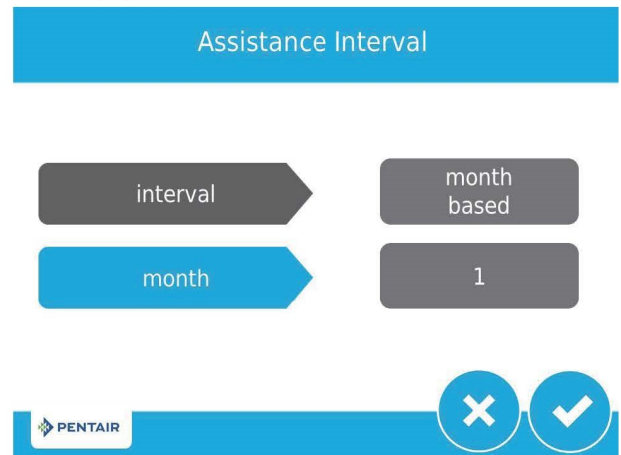 Assistance Interval
interval
month
based
month
1
PENTAIR